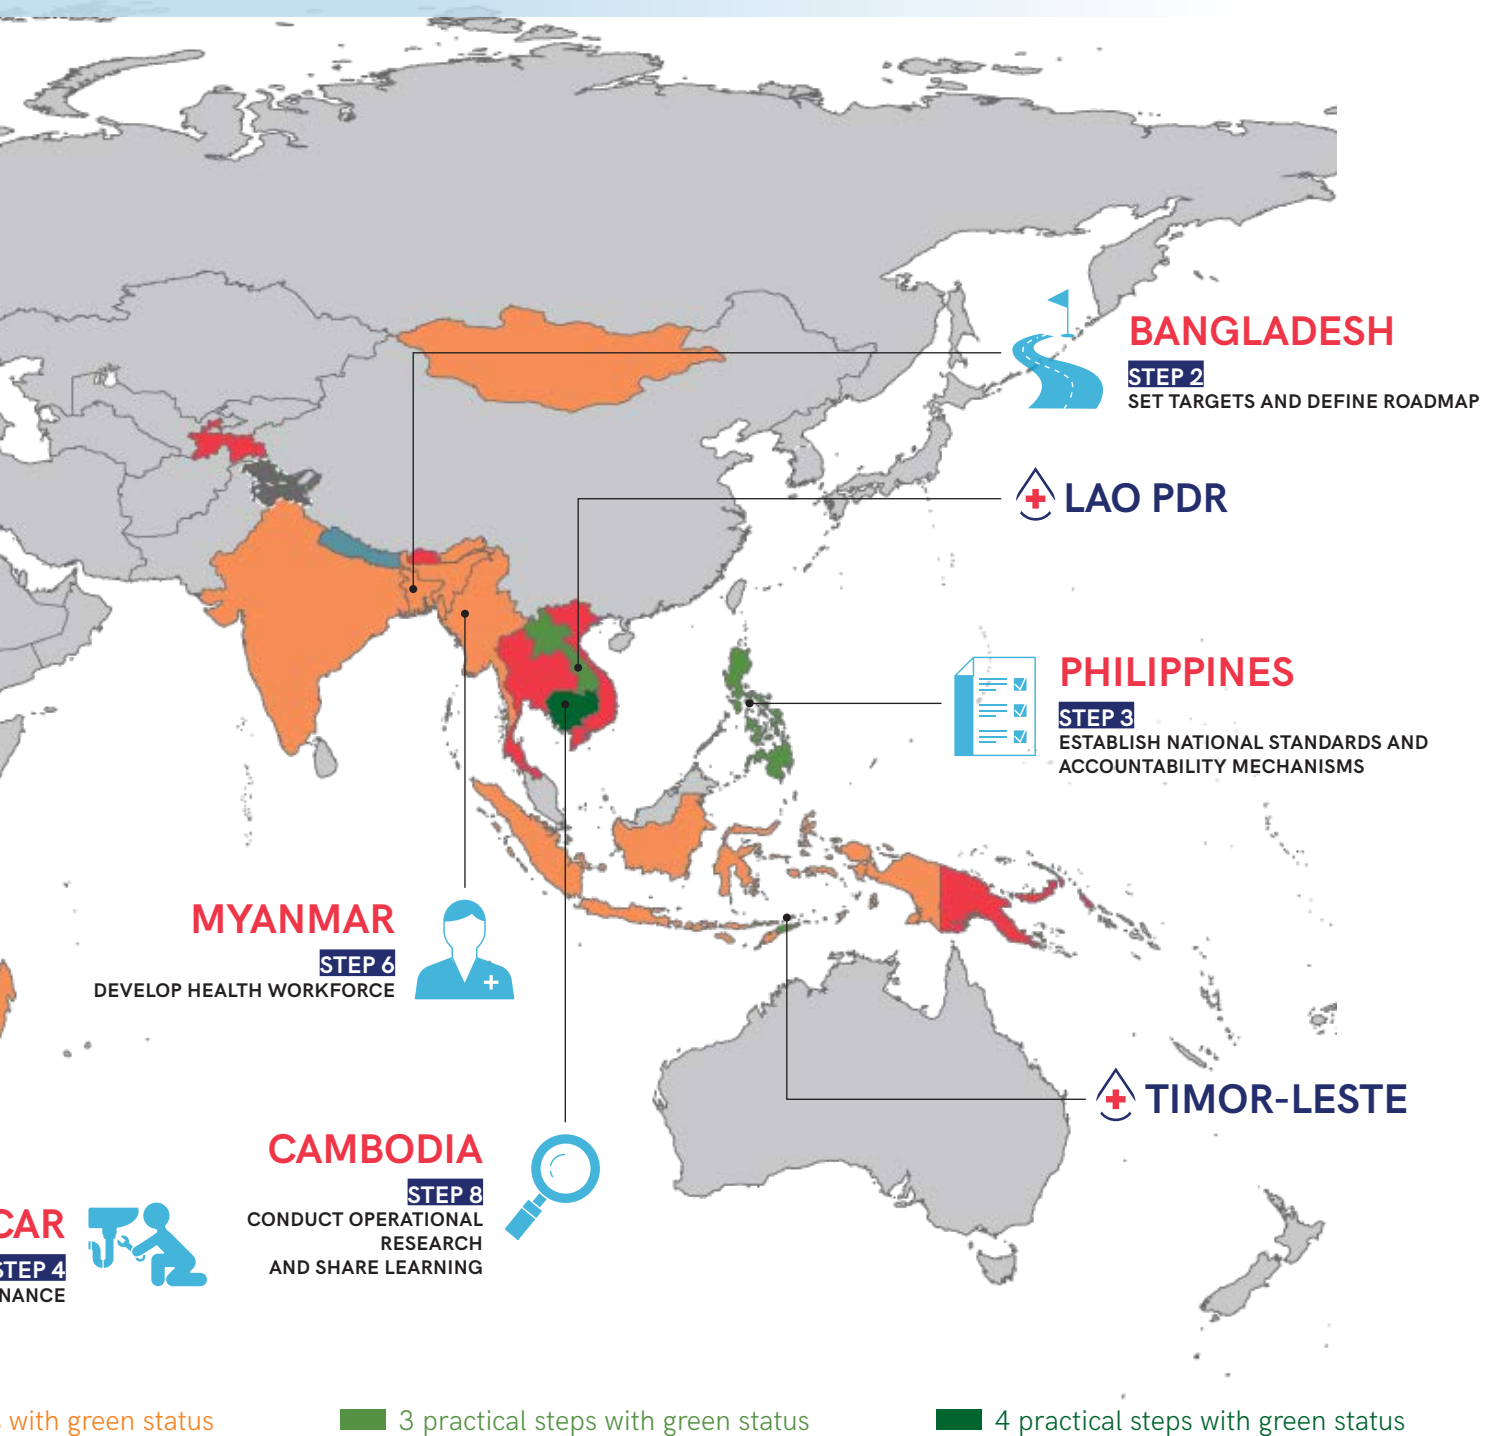 BANGLADESH
STEP 2
SET TARGETS AND DEFINE ROADMAP
LAO PDR
PHILIPPINES
STEP 3
ESTABLISH NATIONAL STANDARDS AND
ACCOUNTABILITY MECHANISMS
MYANMAR
STEP 6
DEVELOP HEALTH WORKFORCE
TIMOR-LESTE
CAMBODIA
STEP 8
CONDUCT OPERATIONAL
RESEARCH
AND SHARE LEARNING
CAR
STEP 4
NANCE
s with green status
3 practical steps with green status
4 practical steps with green status